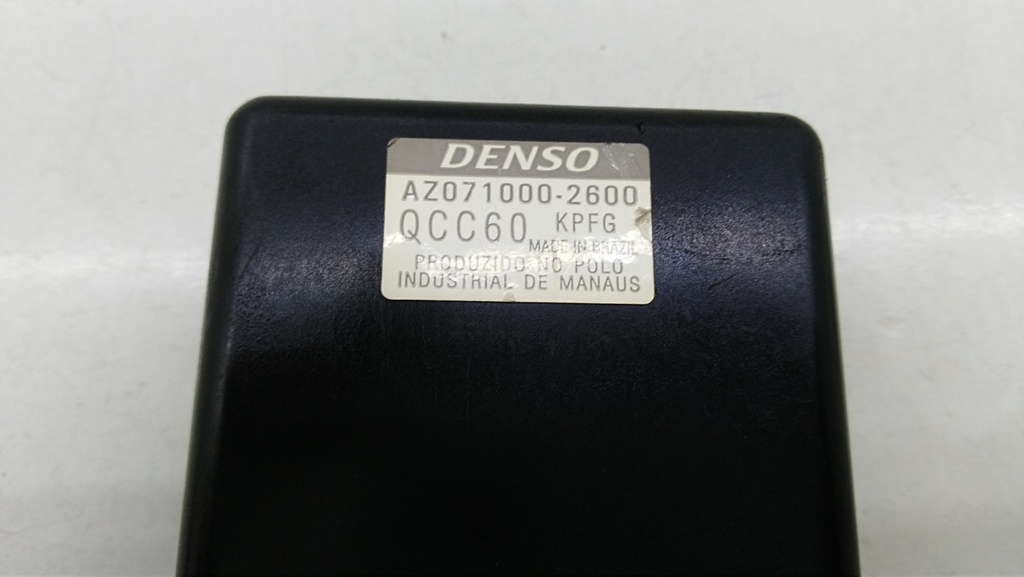 DENSO
AZ071000-2600
QCC60 KPFG
MADE IN BRAZIL
PRODUZIDO NO POLO
INDUSTRIAL DE MANAUS